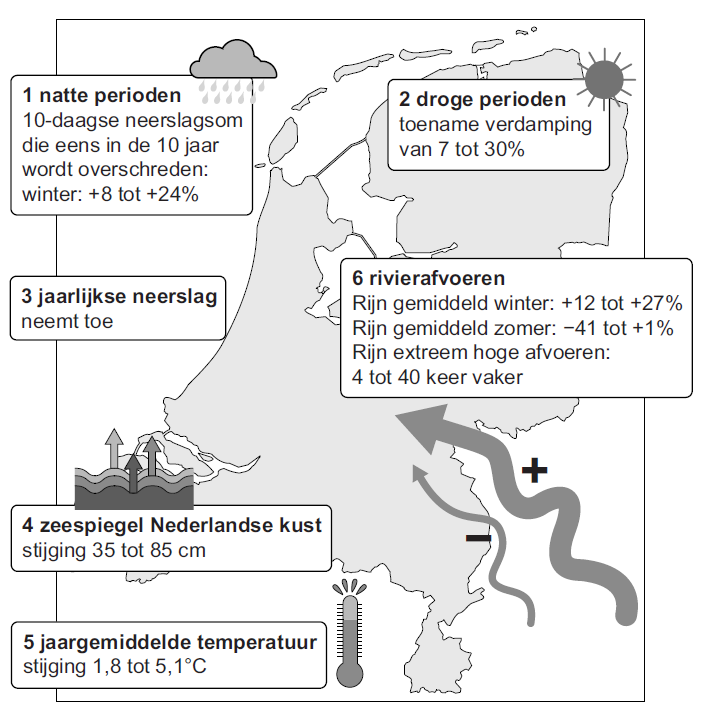 1 natte perioden
10-daagse neerslagsom
die eens in de 10 jaar
wordt overschreden:
winter: +8 tot +24%
2 droge perioden
toename verdamping
van 7 tot 30%
3 jaarlijkse neerslag
neemt toe
6 rivierafvoeren
Rijn gemiddeld winter: +12 tot +27%
Rijn gemiddeld zomer: −41 tot +1%
Rijn extreem hoge afvoeren:
4 tot 40 keer vaker
+
−
4 zeespiegel Nederlandse kust
stijging 35 tot 85 cm
5 jaargemiddelde temperatuur
stijging 1,8 tot 5,1°C